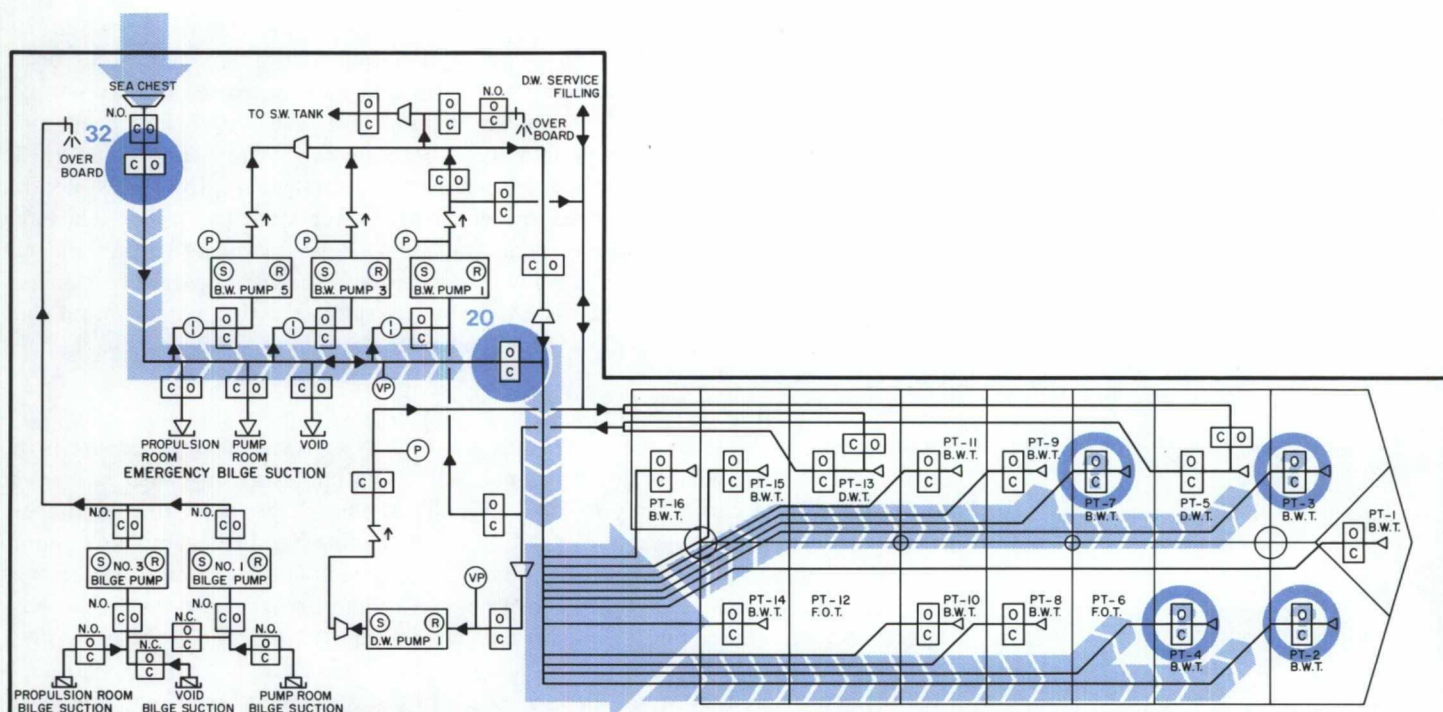 SEA CHEST
N.O.
C O
32
C O
OVER
BOARD
TO S.W. TANK
O
C
O
C
N.O.
O
C
OVER
BOARD
D.W. SERVICE
FILLING
C O
O
C
P
P
P
S R
B.W. PUMP 5
S R
B.W. PUMP 3
S R
B.W. PUMP 1
C O
I
O
C
I
O
C
I
O
C
20
O
C
VP
C O
C O
C O
PROPULSION
ROOM
PUMP
ROOM
VOID
EMERGENCY BILGE SUCTION
P
C O
O
C
VP
S R
D.W. PUMP 1
O
C
N.O.
C O
N.O.
C O
S NO. 3 R
BILGE PUMP
S NO. 1 R
BILGE PUMP
N.O.
C O
N.O.
C O
N.O.
O
C
N.C.
O
C
N.C.
O
C
N.O.
O
C
PROPULSION ROOM
BILGE SUCTION
VOID
BILGE SUCTION
PUMP ROOM
BILGE SUCTION
O
C
PT-16
B.W.T.
O
C
PT-15
B.W.T.
C O
O
C
PT-13
D.W.T.
PT-11
B.W.T.
O
C
PT-9
B.W.T.
O
C
O
C
PT-7
B.W.T.
C O
O
C
PT-5
D.W.T.
O
C
PT-3
B.W.T.
PT-1
B.W.T.
O
C
PT-14
B.W.T.
O
C
PT-12
F.O.T.
O
C
PT-10
B.W.T.
O
C
PT-8
B.W.T.
PT-6
F.O.T.
O
C
PT-4
B.W.T.
O
C
PT-2
B.W.T.